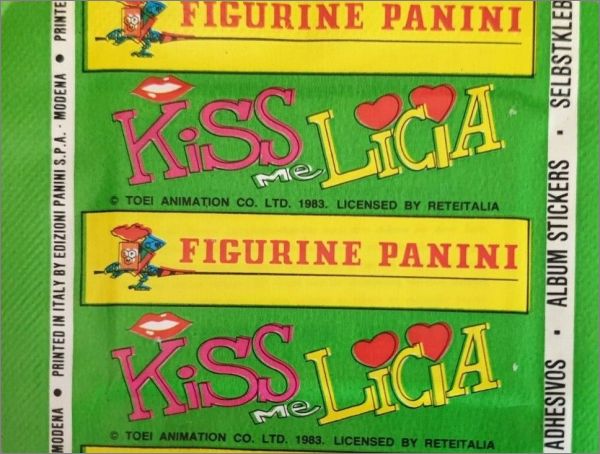 FIGURINE PANINI
KiSS me LiCiA
© TOEI ANIMATION CO. LTD. 1983. LICENSED BY RETEITALIA
FIGURINE PANINI
KiSS me LiCiA
© TOEI ANIMATION CO. LTD. 1983. LICENSED BY RETEITALIA
MODENA • PRINTED IN ITALY BY EDIZIONI PANINI S.P.A. - MODENA • PRINTE
ADHESIVOS • ALBUM STICKERS • SELBSTKLEB